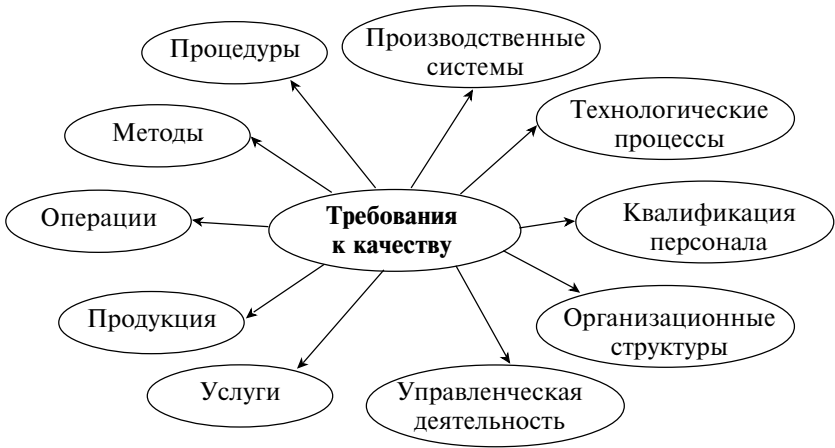 Процедуры
Производственные
системы
Технологические
процессы
Методы
Операции
Требования
к качеству
Квалификация
персонала
Продукция
Организационные
структуры
Услуги
Управленческая
деятельность